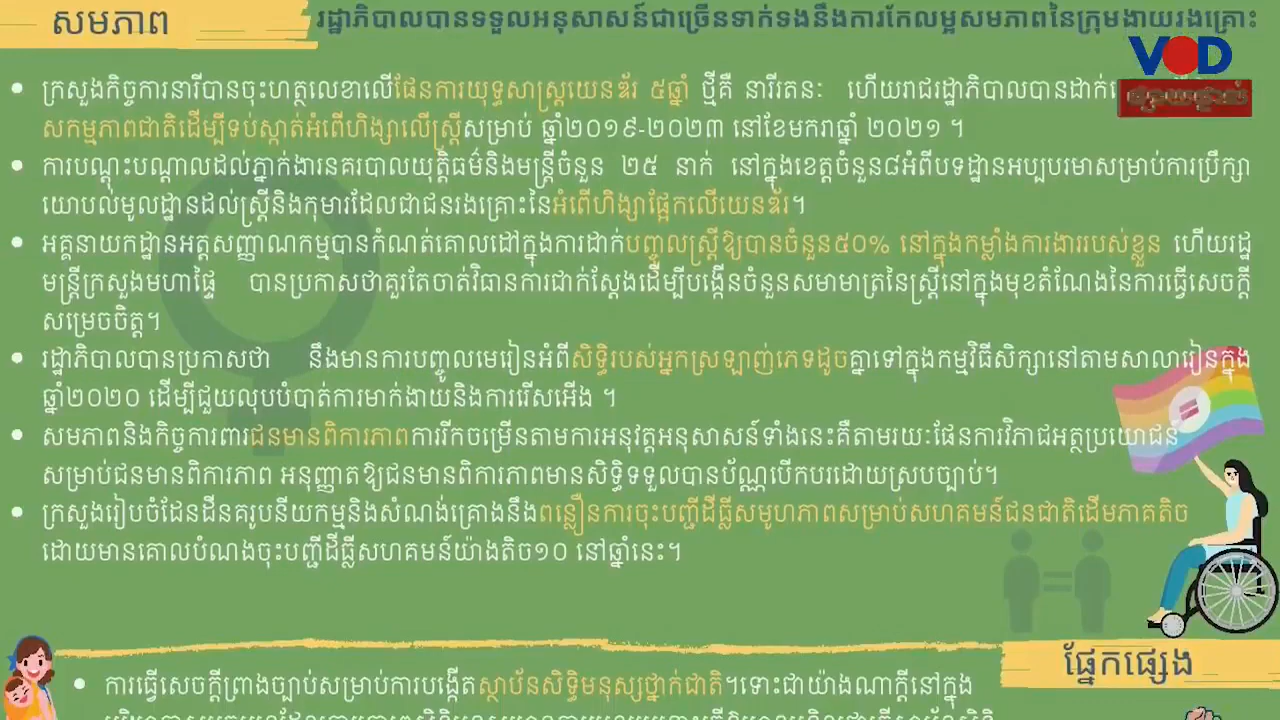 សមភាព
រដ្ឋាភិបាលបានទទួលអនុសាសន៍ជាច្រើនទាក់ទងនឹងការកែលម្អសមភាពនៃក្រុមងាយរងគ្រោះ
VOD
ក្រសួងកិច្ចការនារីបានចុះហត្ថលេខាលើផែនការយុទ្ធសាស្ត្រយេនឌ័រ ៥ឆ្នាំ ថ្មីគឺ នារីរតនៈ ហើយរាជរដ្ឋាភិបាលបានដាក់
សកម្មភាពជាតិដើម្បីទប់ស្កាត់អំពើហិង្សាលើស្ត្រីសម្រាប់ ឆ្នាំ២០១៩-២០២៣ នៅខែមករាឆ្នាំ ២០២១ ។
ការបណ្តុះបណ្តាលដល់ភ្នាក់ងារនគរបាលយុត្តិធម៌និងមន្ត្រីចំនួន ២៥ នាក់ នៅក្នុងខេត្តចំនួន៨អំពីបទដ្ឋានអប្បបរមាសម្រាប់ការប្រឹក្សា
យោបល់មូលដ្ឋានដល់ស្ត្រីនិងកុមារដែលជាជនរងគ្រោះនៃអំពើហិង្សាផ្អែកលើយេនឌ័រ។
អគ្គនាយកដ្ឋានអត្តសញ្ញាណកម្មបានកំណត់គោលដៅក្នុងការដាក់បញ្ចូលស្ត្រីឱ្យបានចំនួន៥០% នៅក្នុងកម្លាំងការងាររបស់ខ្លួន ហើយរដ្ឋ
មន្ត្រីក្រសួងមហាផ្ទៃ បានប្រកាសថាគួរតែចាត់វិធានការជាក់ស្តែងដើម្បីបង្កើនចំនួនសមាមាត្រនៃស្ត្រីនៅក្នុងមុខតំណែងនៃការធ្វើសេចក្តី
សម្រេចចិត្ត។
រដ្ឋាភិបាលបានប្រកាសថា នឹងមានការបញ្ចូលមេរៀនអំពីសិទ្ធិរបស់អ្នកស្រឡាញ់ភេទដូចគ្នាទៅក្នុងកម្មវិធីសិក្សានៅតាមសាលារៀនក្នុង
ឆ្នាំ២០២០ ដើម្បីជួយលុបបំបាត់ការមាក់ងាយនិងការរើសអើង ។
សមភាពនិងកិច្ចការពារជនមានពិការភាពការរីកចម្រើនតាមការអនុវត្តអនុសាសន៍ទាំងនេះគឺតាមរយៈផែនការវិភាជអត្ថប្រយោជន៍
សម្រាប់ជនមានពិការភាព អនុញ្ញាតឱ្យជនមានពិការភាពមានសិទ្ធិទទួលបានប័ណ្ណបើកបរដោយស្របច្បាប់។
ក្រសួងរៀបចំដែនដីនគរូបនីយកម្មនិងសំណង់គ្រោងនឹងពន្លឿនការចុះបញ្ជីដីធ្លីសមូហភាពសម្រាប់សហគមន៍ជនជាតិដើមភាគតិច
ដោយមានគោលបំណងចុះបញ្ជីដីធ្លីសហគមន៍យ៉ាងតិច១០ នៅឆ្នាំនេះ។
ផ្នែកផ្សេង
ការធ្វើសេចក្តីព្រាងច្បាប់សម្រាប់ការបង្កើតស្ថាប័នសិទ្ធិមនុស្សថ្នាក់ជាតិ។ទោះជាយ៉ាងណាក្តីនៅក្នុង